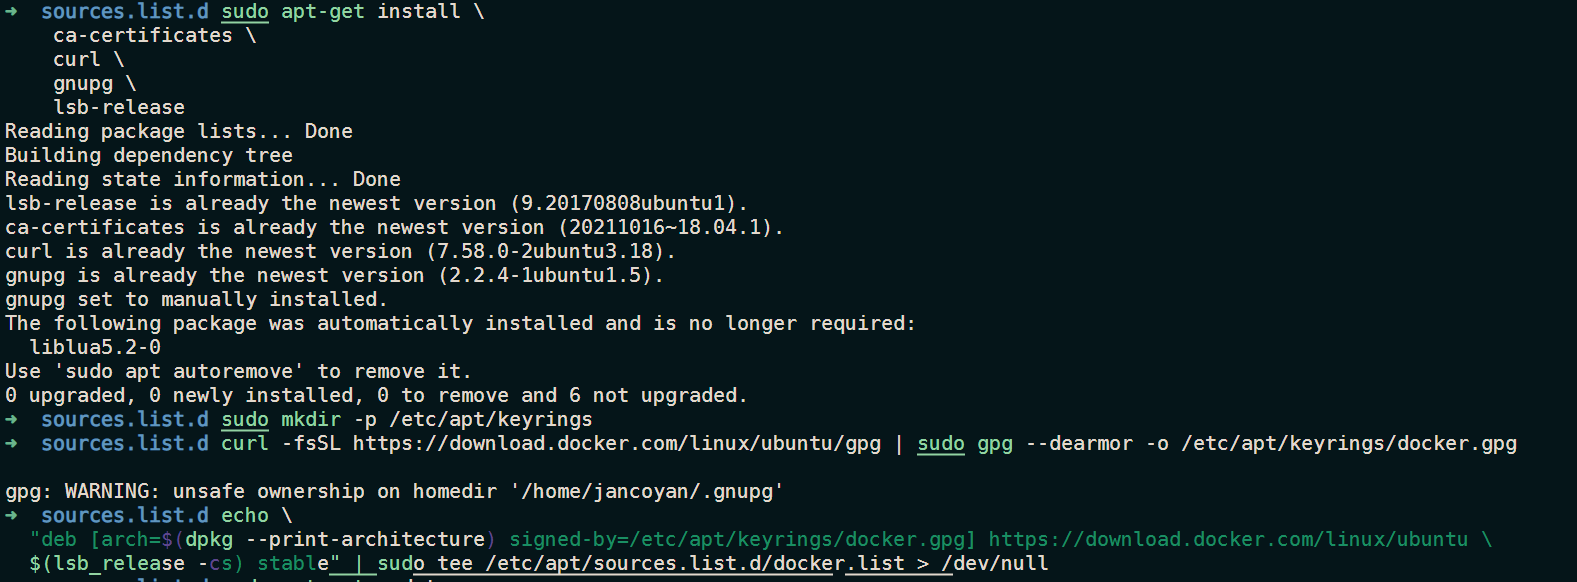 ➜  sources.list.d sudo apt-get install \
    ca-certificates \
    curl \
    gnupg \
    lsb-release
Reading package lists... Done
Building dependency tree
Reading state information... Done
lsb-release is already the newest version (9.20170808ubuntu1).
ca-certificates is already the newest version (20211016~18.04.1).
curl is already the newest version (7.58.0-2ubuntu3.18).
gnupg is already the newest version (2.2.4-1ubuntu1.5).
gnupg set to manually installed.
The following package was automatically installed and is no longer required:
  liblua5.2-0
Use 'sudo apt autoremove' to remove it.
0 upgraded, 0 newly installed, 0 to remove and 6 not upgraded.
➜  sources.list.d sudo mkdir -p /etc/apt/keyrings
➜  sources.list.d curl -fsSL https://download.docker.com/linux/ubuntu/gpg | sudo gpg --dearmor -o /etc/apt/keyrings/docker.gpg
gpg: WARNING: unsafe ownership on homedir '/home/jancoyan/.gnupg'
➜  sources.list.d echo \
  "deb [arch=$(dpkg --print-architecture) signed-by=/etc/apt/keyrings/docker.gpg] https://download.docker.com/linux/ubuntu \
  $(lsb_release -cs) stable" | sudo tee /etc/apt/sources.list.d/docker.list > /dev/null